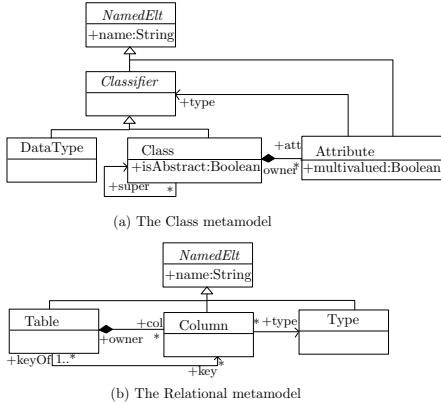 NamedElt
+name:String
Classifier
+type
DataType
Class
+isAbstract:Boolean
+att
owner *
Attribute
+multivalued:Boolean
+super *
(a) The Class metamodel
NamedElt
+name:String
Table
+col
+owner *
Column
* +type
Type
+keyOf 1..*
*
+key
(b) The Relational metamodel